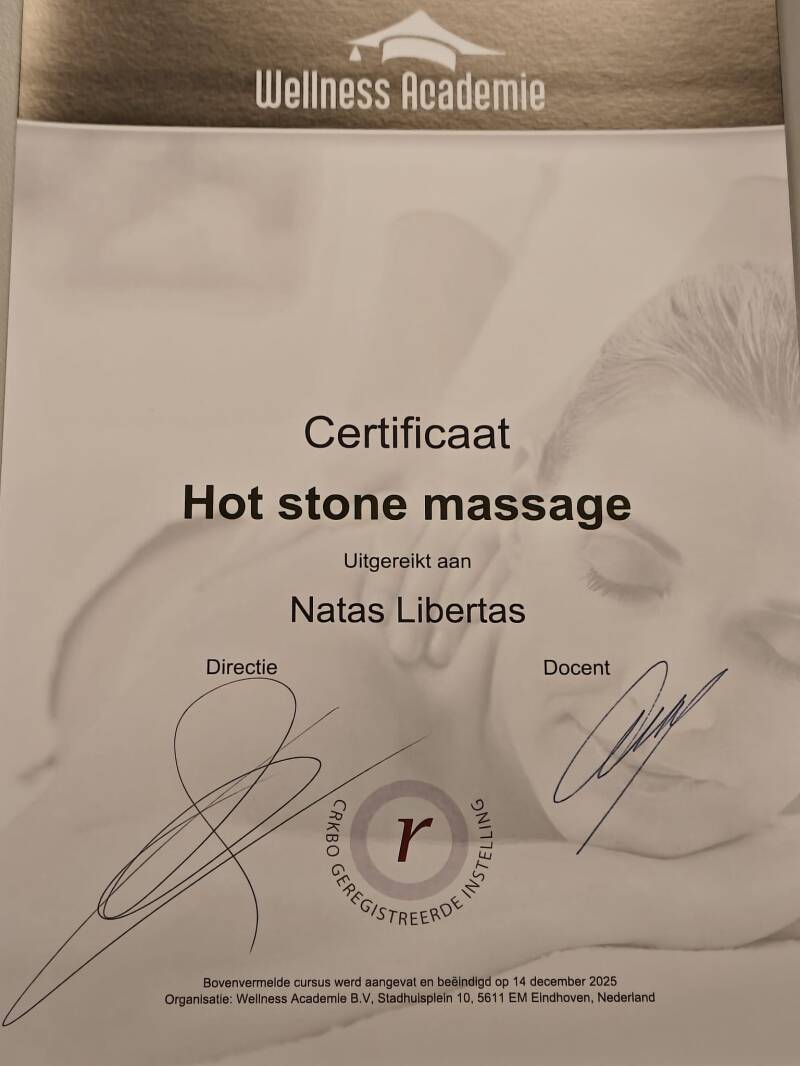 Wellness Academie
Certificaat
Hot stone massage
Uitgereikt aan
Natas Libertas
Directie
Docent
r
CRKBO GEREGISTREERDE INSTELLING
Bovenvermelde cursus werd aangevat en beëindigd op 14 december 2025
Organisatie: Wellness Academie B.V, Stadhuisplein 10, 5611 EM Eindhoven, Nederland